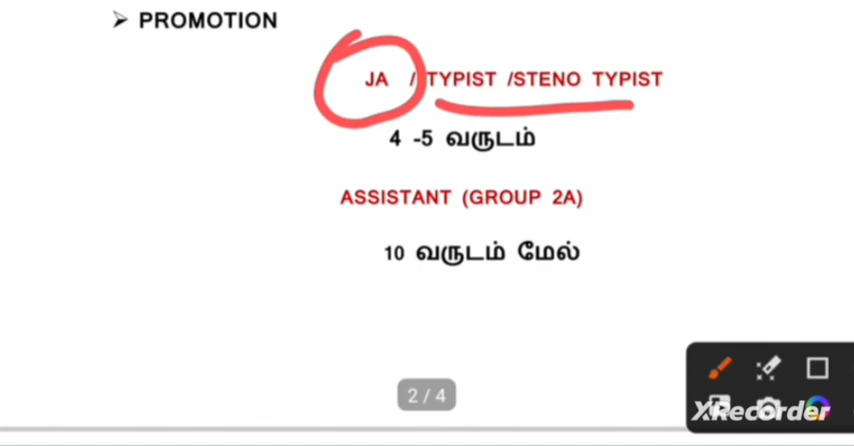 ➤ PROMOTION
JA / TYPIST /STENO TYPIST
4 -5 வருடம்
ASSISTANT (GROUP 2A)
10 வருடம் மேல்
2 / 4
XRecorder